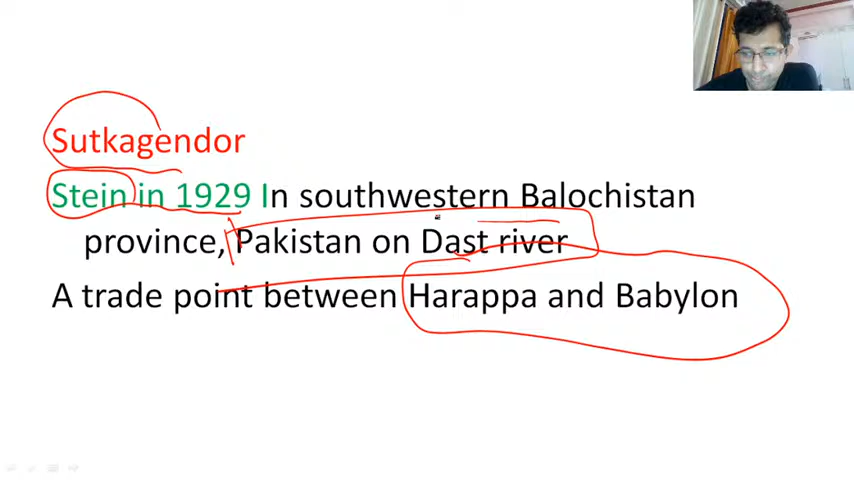 Sutkagendor
Stein in 1929 In southwestern Balochistan
province, Pakistan on Dast river
A trade point between Harappa and Babylon